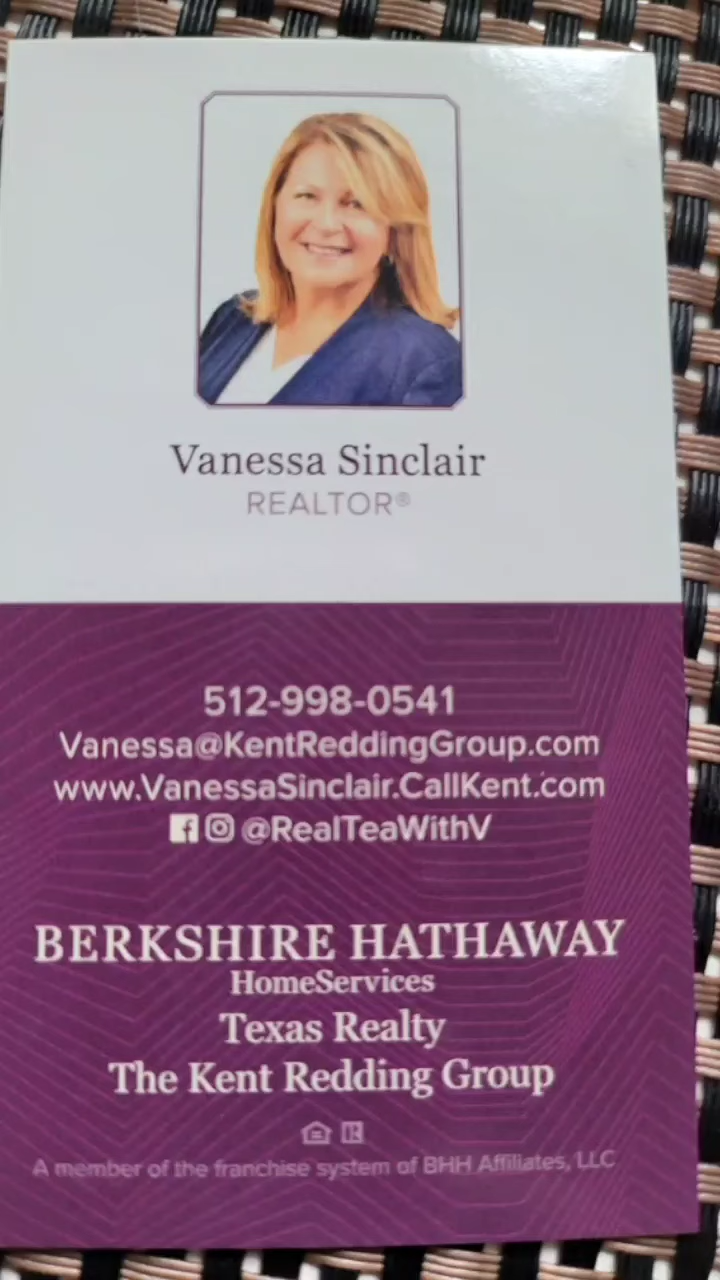 Vanessa Sinclair
REALTOR®
512-998-0541
Vanessa@KentReddingGroup.com
www.VanessaSinclair.CallKent.com
@RealTeaWithV
BERKSHIRE HATHAWAY
HomeServices
Texas Realty
The Kent Redding Group
A member of the franchise system of BHH Affiliates, LLC